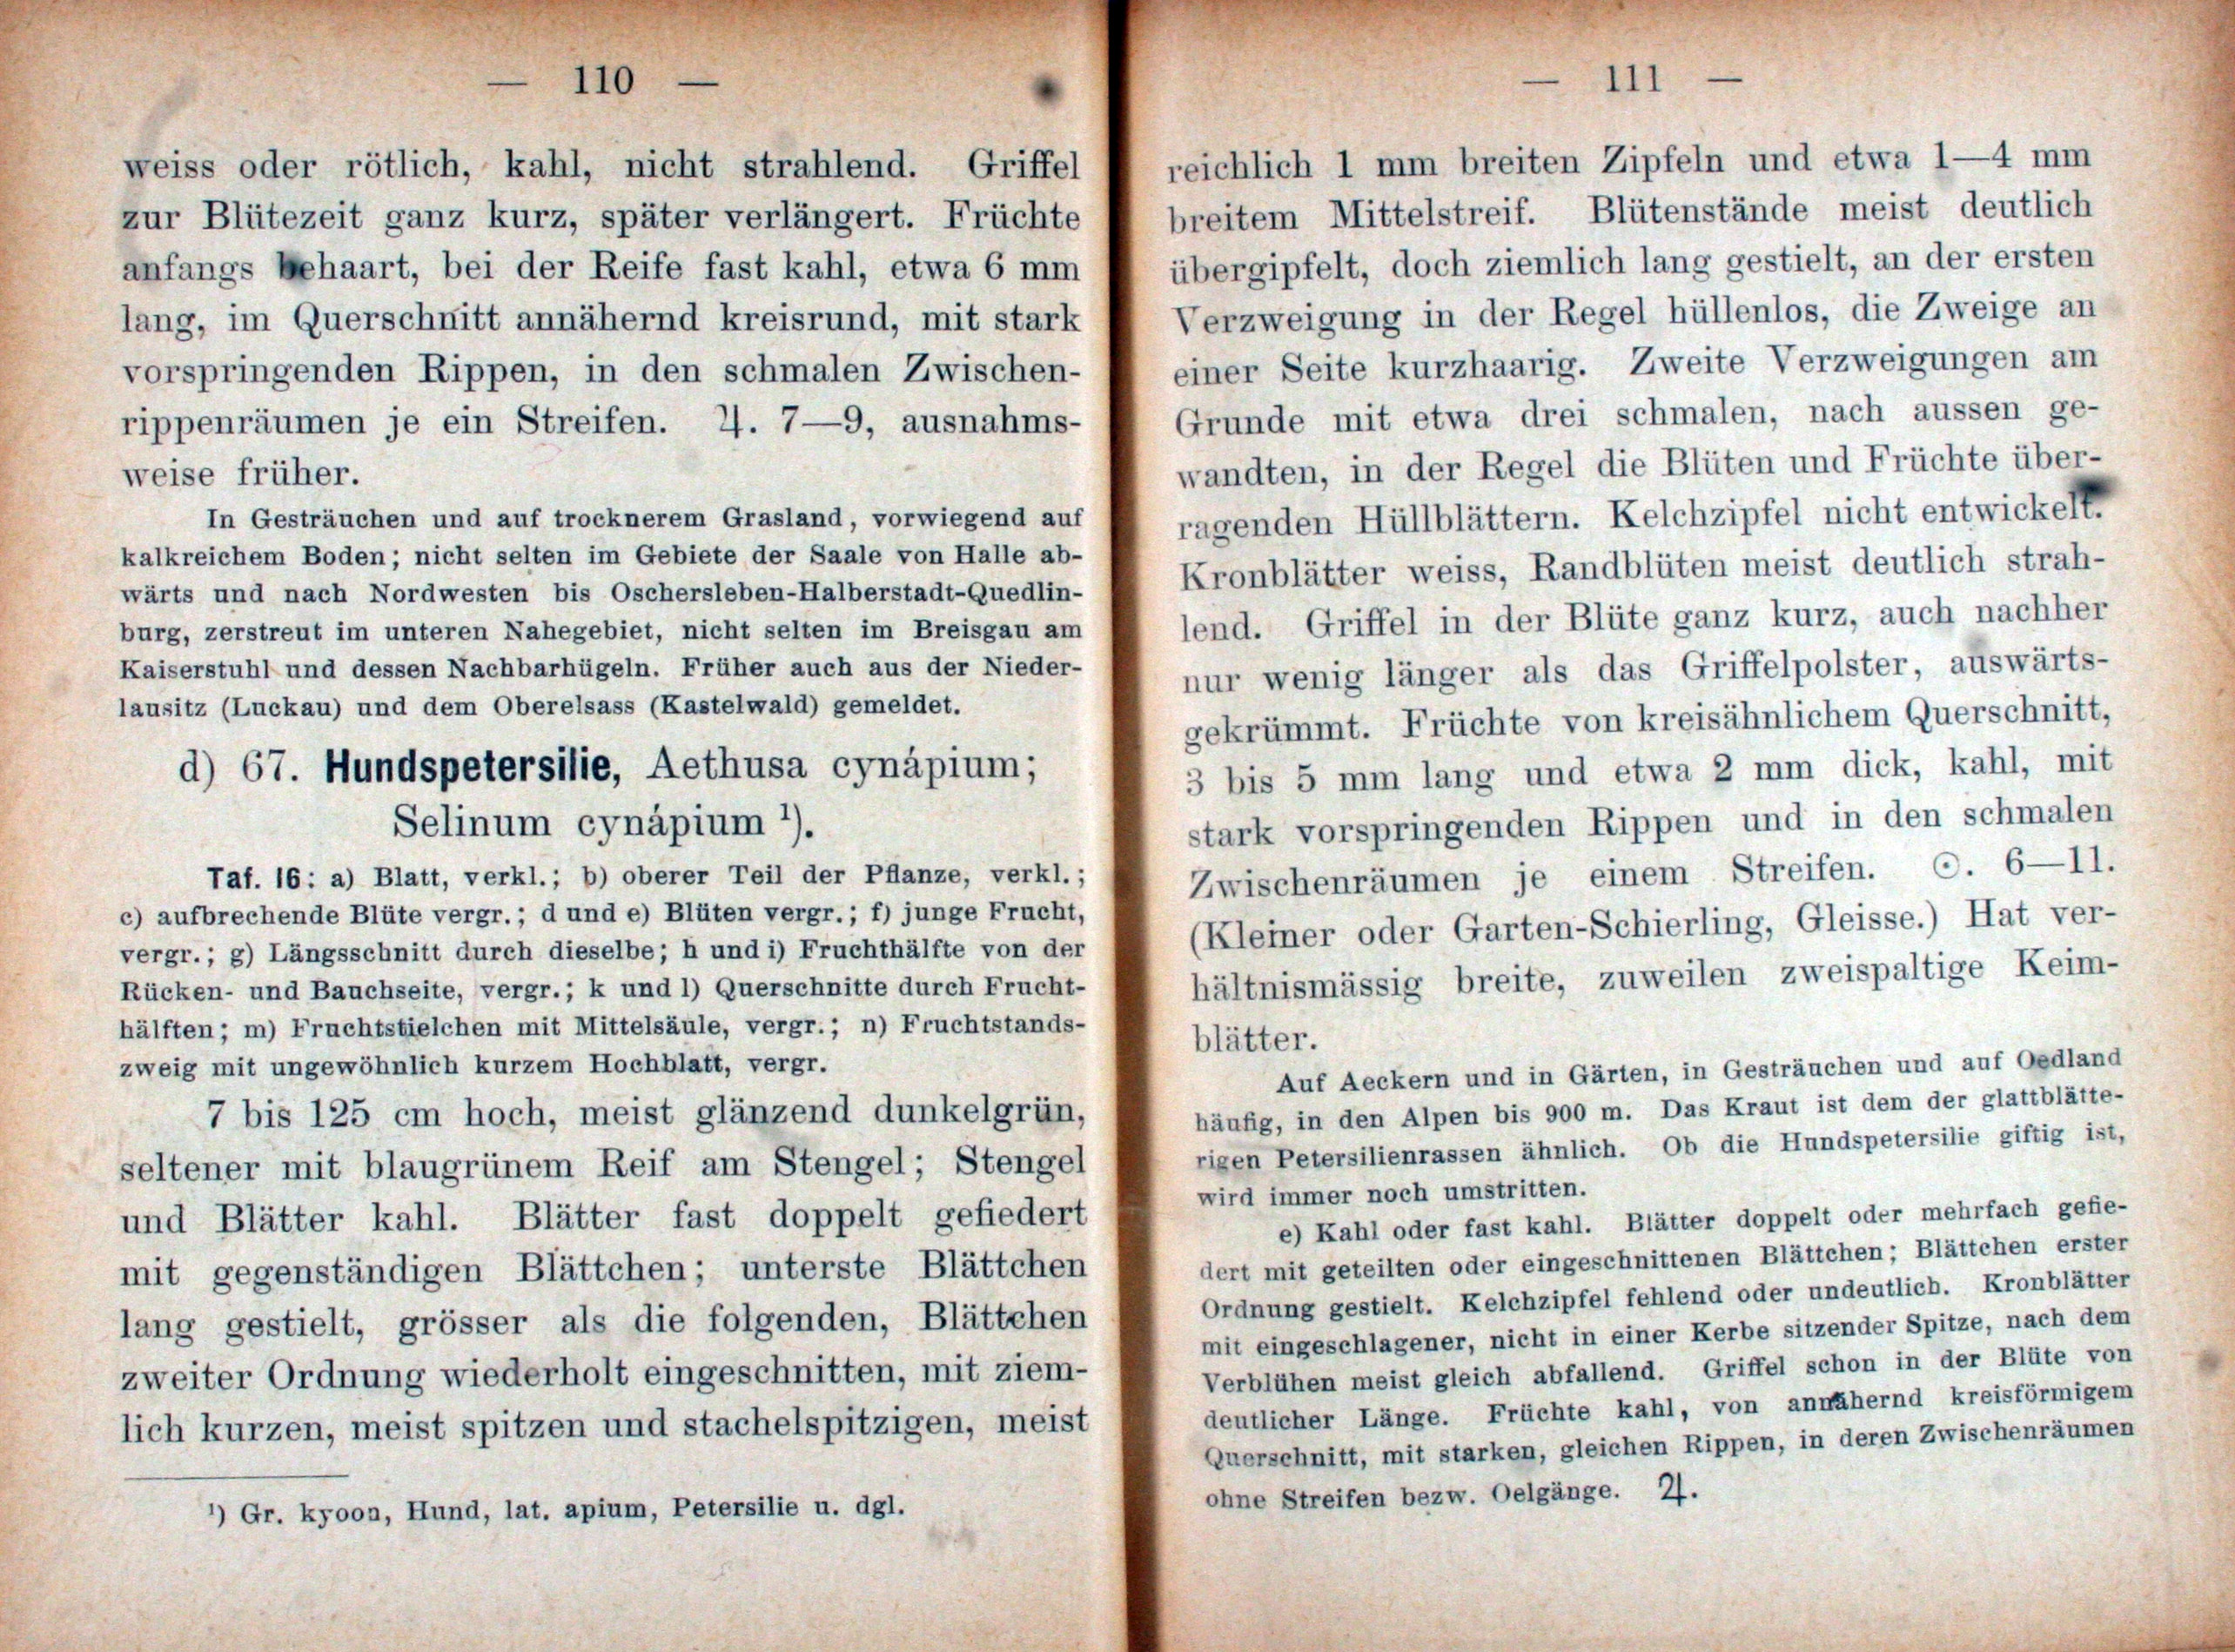 — 110 —
weiss oder rötlich, kahl, nicht strahlend. Griffel
zur Blütezeit ganz kurz, später verlängert. Früchte
anfangs behaart, bei der Reife fast kahl, etwa 6 mm
lang, im Querschnitt annähernd kreisrund, mit stark
vorspringenden Rippen, in den schmalen Zwischen-
rippenräumen je ein Streifen. ♃. 7—9, ausnahms-
weise früher.
In Gesträuchen und auf trocknerem Grasland, vorwiegend auf
kalkreichem Boden; nicht selten im Gebiete der Saale von Halle ab-
wärts und nach Nordwesten bis Oschersleben-Halberstadt-Quedlin-
burg, zerstreut im unteren Nahegebiet, nicht selten im Breisgau am
Kaiserstuhl und dessen Nachbarhügeln. Früher auch aus der Nieder-
lausitz (Luckau) und dem Oberelsass (Kastelwald) gemeldet.
d) 67. Hundspetersilie, Aethusa cynápium;
Selinum cynápium ¹).
Taf. 16: a) Blatt, verkl.; b) oberer Teil der Pflanze, verkl.;
c) aufbrechende Blüte vergr.; d und e) Blüten vergr.; f) junge Frucht,
vergr.; g) Längsschnitt durch dieselbe; h und i) Fruchthälfte von der
Rücken- und Bauchseite, vergr.; k und l) Querschnitte durch Frucht-
hälften; m) Fruchtstielchen mit Mittelsäule, vergr.; n) Fruchtstands-
zweig mit ungewöhnlich kurzem Hochblatt, vergr.
7 bis 125 cm hoch, meist glänzend dunkelgrün,
seltener mit blaugrünem Reif am Stengel; Stengel
und Blätter kahl. Blätter fast doppelt gefiedert
mit gegenständigen Blättchen; unterste Blättchen
lang gestielt, grösser als die folgenden, Blättchen
zweiter Ordnung wiederholt eingeschnitten, mit ziem-
lich kurzen, meist spitzen und stachelspitzigen, meist
¹) Gr. kyoon, Hund, lat. apium, Petersilie u. dgl.
— 111 —
reichlich 1 mm breiten Zipfeln und etwa 1—4 mm
breitem Mittelstreif. Blütenstände meist deutlich
übergipfelt, doch ziemlich lang gestielt, an der ersten
Verzweigung in der Regel hüllenlos, die Zweige an
einer Seite kurzhaarig. Zweite Verzweigungen am
Grunde mit etwa drei schmalen, nach aussen ge-
wandten, in der Regel die Blüten und Früchte über-
ragenden Hüllblättern. Kelchzipfel nicht entwickelt.
Kronblätter weiss, Randblüten meist deutlich strah-
lend. Griffel in der Blüte ganz kurz, auch nachher
nur wenig länger als das Griffelpolster, auswärts-
gekrümmt. Früchte von kreisähnlichem Querschnitt,
3 bis 5 mm lang und etwa 2 mm dick, kahl, mit
stark vorspringenden Rippen und in den schmalen
Zwischenräumen je einem Streifen. ⊙. 6—11.
(Kleiner oder Garten-Schierling, Gleisse.) Hat ver-
hältnismässig breite, zuweilen zweispaltige Keim-
blätter.
Auf Aeckern und in Gärten, in Gesträuchen und auf Oedland
häufig, in den Alpen bis 900 m. Das Kraut ist dem der glattblätte-
rigen Petersilienrassen ähnlich. Ob die Hundspetersilie giftig ist,
wird immer noch umstritten.
e) Kahl oder fast kahl. Blätter doppelt oder mehrfach gefie-
dert mit geteilten oder eingeschnittenen Blättchen; Blättchen erster
Ordnung gestielt. Kelchzipfel fehlend oder undeutlich. Kronblätter
mit eingeschlagener, nicht in einer Kerbe sitzender Spitze, nach dem
Verblühen meist gleich abfallend. Griffel schon in der Blüte von
deutlicher Länge. Früchte kahl, von annähernd kreisförmigem
Querschnitt, mit starken, gleichen Rippen, in deren Zwischenräumen
ohne Streifen bezw. Oelgänge. ♃.